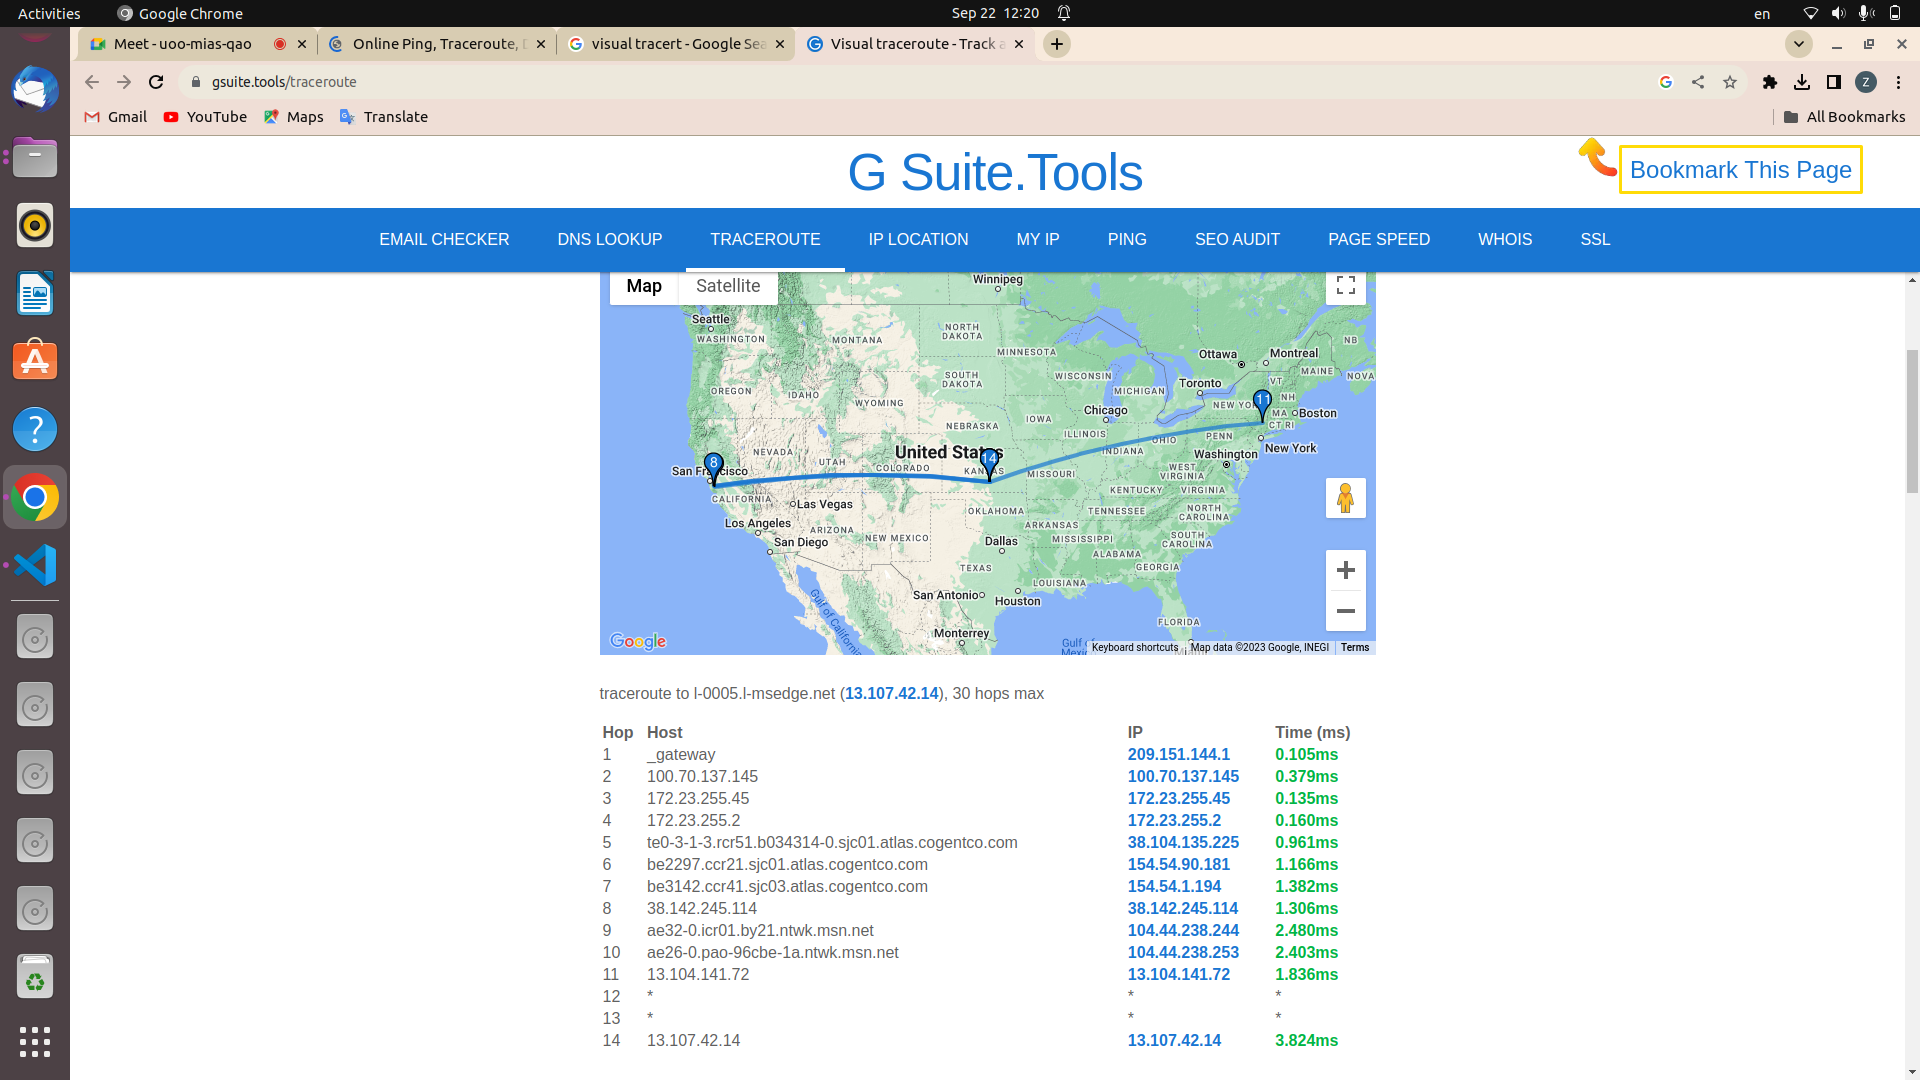 Activities
Google Chrome
Sep 22 12:20
en
Meet - uoo-mias-qao
Online Ping, Traceroute,
visual tracert - Google Sea
Visual traceroute - Track a
gsuite.tools/traceroute
Z
Gmail
YouTube
Maps
Translate
All Bookmarks
G Suite.Tools
Bookmark This Page
EMAIL CHECKER
DNS LOOKUP
TRACEROUTE
IP LOCATION
MY IP
PING
SEO AUDIT
PAGE SPEED
WHOIS
SSL
Map
Satellite
Winnipeg
Seattle
WASHINGTON
MONTANA
NORTH
DAKOTA
MINNESOTA
Ottawa
Montreal
NB
MAINE
NOVA
SOUTH
DAKOTA
WISCONSIN
Toronto
VT
NH
OREGON
IDAHO
WYOMING
MICHIGAN
11
NEW YO
MA
Boston
CT RI
Chicago
IOWA
NEBRASKA
ILLINOIS
OHIO
PENN
New York
INDIANA
NEVADA
UTAH
COLORADO
United States
14
KANSAS
MISSOURI
WEST
VIRGINIA
Washington
8
San Francisco
CALIFORNIA
Las Vegas
KENTUCKY
VIRGINIA
Los Angeles
ARIZONA
NEW MEXICO
OKLAHOMA
ARKANSAS
TENNESSEE
NORTH
CAROLINA
San Diego
Dallas
MISSISSIPPI
SOUTH
CAROLINA
ALABAMA
GEORGIA
TEXAS
LOUISIANA
San Antonio
Houston
Gulf of California
FLORIDA
Monterrey
Gulf of
Mexic
Google
Keyboard shortcuts
Map data ©2023 Google, INEGI
Terms
traceroute to l-0005.l-msedge.net (13.107.42.14), 30 hops max
Hop Host IP Time (ms)
1 _gateway 209.151.144.1 0.105ms
2 100.70.137.145 100.70.137.145 0.379ms
3 172.23.255.45 172.23.255.45 0.135ms
4 172.23.255.2 172.23.255.2 0.160ms
5 te0-3-1-3.rcr51.b034314-0.sjc01.atlas.cogentco.com 38.104.135.225 0.961ms
6 be2297.ccr21.sjc01.atlas.cogentco.com 154.54.90.181 1.166ms
7 be3142.ccr41.sjc03.atlas.cogentco.com 154.54.1.194 1.382ms
8 38.142.245.114 38.142.245.114 1.306ms
9 ae32-0.icr01.by21.ntwk.msn.net 104.44.238.244 2.480ms
10 ae26-0.pao-96cbe-1a.ntwk.msn.net 104.44.238.253 2.403ms
11 13.104.141.72 13.104.141.72 1.836ms
12 * * *
13 * * *
14 13.107.42.14 13.107.42.14 3.824ms